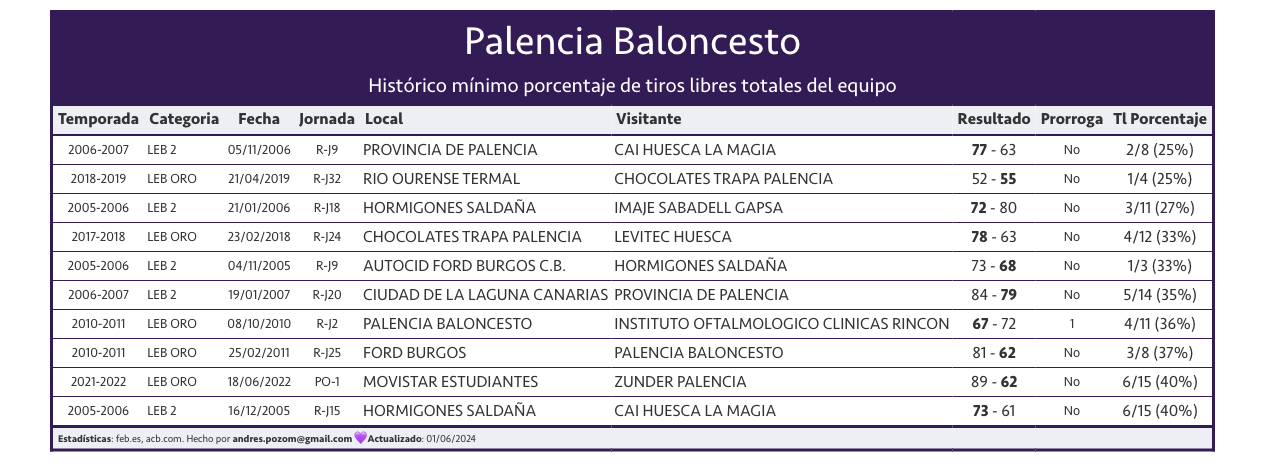 Palencia Baloncesto
Histórico mínimo porcentaje de tiros libres totales del equipo
Temporada Categoria Fecha Jornada Local Visitante Resultado Prorroga Tl Porcentaje
2006-2007 LEB 2 05/11/2006 R-J9 PROVINCIA DE PALENCIA CAI HUESCA LA MAGIA 77 - 63 No 2/8 (25%)
2018-2019 LEB ORO 21/04/2019 R-J32 RIO OURENSE TERMAL CHOCOLATES TRAPA PALENCIA 52 - 55 No 1/4 (25%)
2005-2006 LEB 2 21/01/2006 R-J18 HORMIGONES SALDAÑA IMAJE SABADELL GAPSA 72 - 80 No 3/11 (27%)
2017-2018 LEB ORO 23/02/2018 R-J24 CHOCOLATES TRAPA PALENCIA LEVITEC HUESCA 78 - 63 No 4/12 (33%)
2005-2006 LEB 2 04/11/2005 R-J9 AUTOCID FORD BURGOS C.B. HORMIGONES SALDAÑA 73 - 68 No 1/3 (33%)
2006-2007 LEB 2 19/01/2007 R-J20 CIUDAD DE LA LAGUNA CANARIAS PROVINCIA DE PALENCIA 84 - 79 No 5/14 (35%)
2010-2011 LEB ORO 08/10/2010 R-J2 PALENCIA BALONCESTO INSTITUTO OFTALMOLOGICO CLINICAS RINCON 67 - 72 1 4/11 (36%)
2010-2011 LEB ORO 25/02/2011 R-J25 FORD BURGOS PALENCIA BALONCESTO 81 - 62 No 3/8 (37%)
2021-2022 LEB ORO 18/06/2022 PO-1 MOVISTAR ESTUDIANTES ZUNDER PALENCIA 89 - 62 No 6/15 (40%)
2005-2006 LEB 2 16/12/2005 R-J15 HORMIGONES SALDAÑA CAI HUESCA LA MAGIA 73 - 61 No 6/15 (40%)
Estadísticas: feb.es, acb.com. Hecho por andres.pozom@gmail.com 💜Actualizado: 01/06/2024